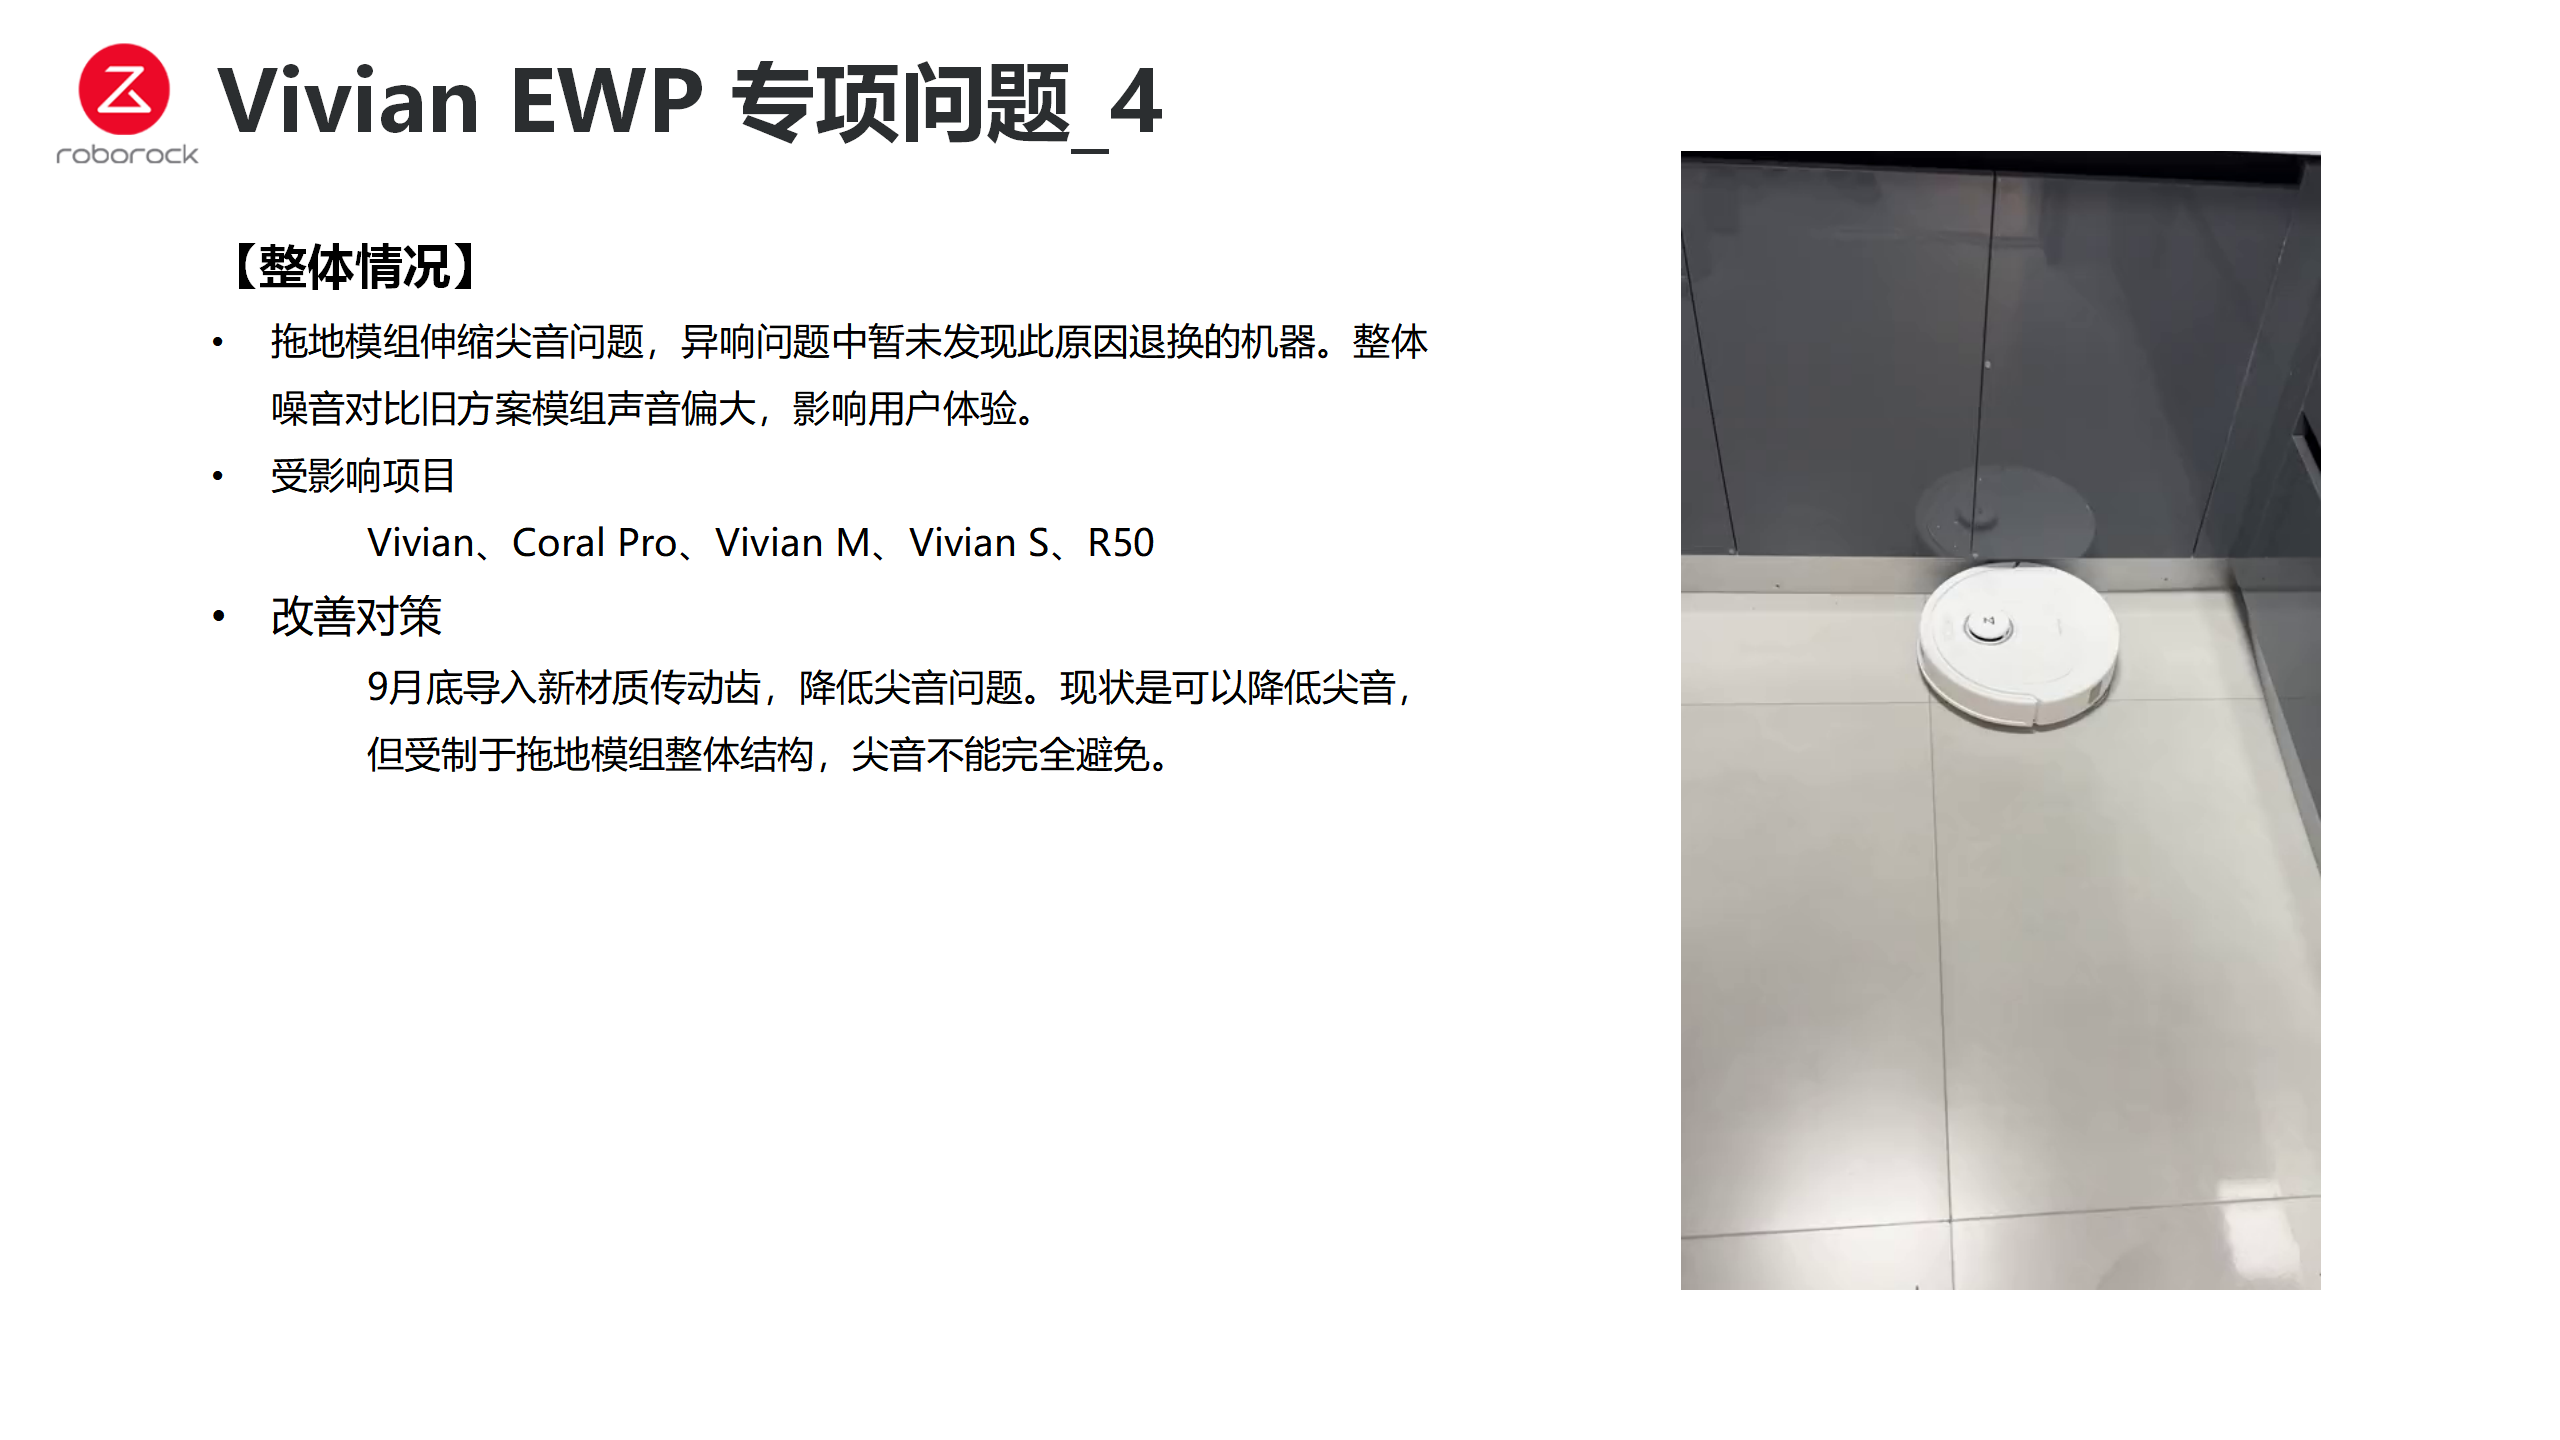 roborock
Vivian EWP 专项问题_4
【整体情况】
• 拖地模组伸缩尖音问题，异响问题中暂未发现此原因退换的机器。整体
噪音对比旧方案模组声音偏大，影响用户体验。
• 受影响项目
Vivian、Coral Pro、Vivian M、Vivian S、R50
• 改善对策
9月底导入新材质传动齿，降低尖音问题。现状是可以降低尖音，
但受制于拖地模组整体结构，尖音不能完全避免。